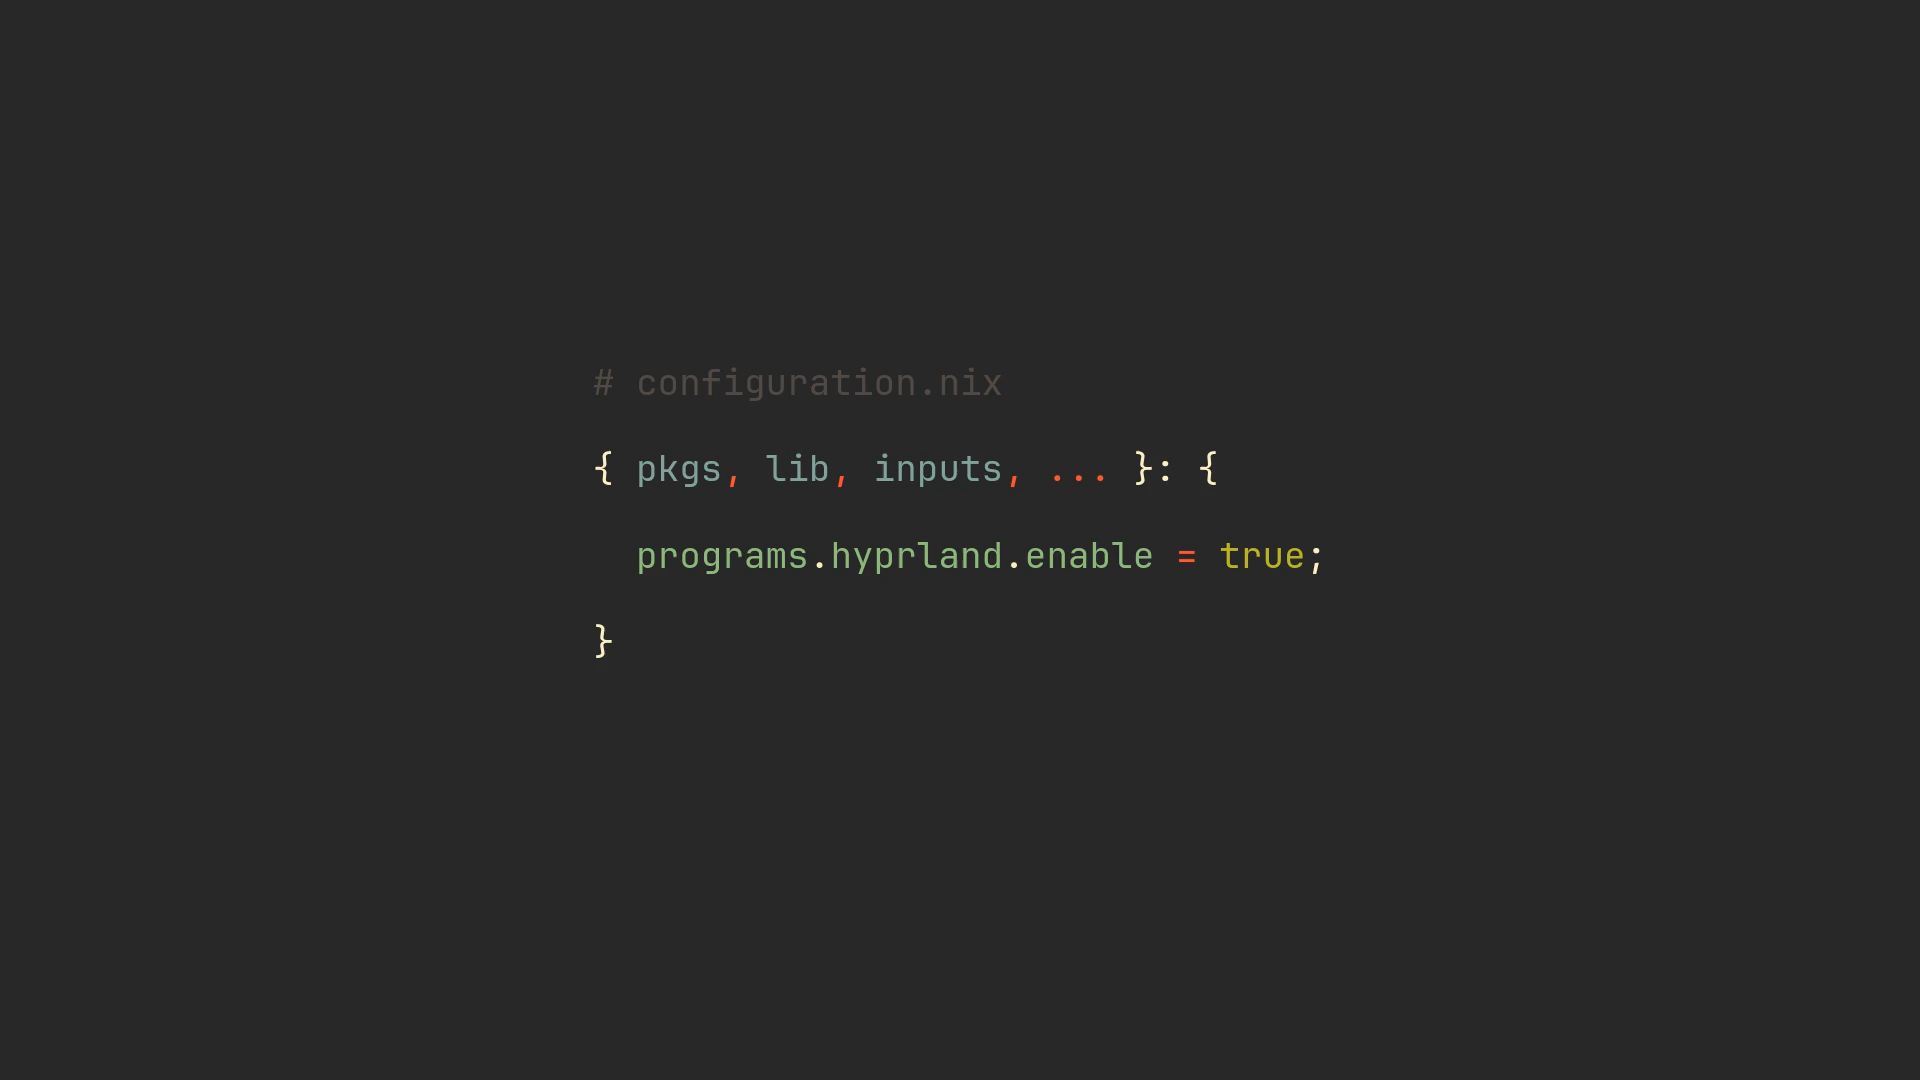 # configuration.nix
{ pkgs, lib, inputs, ... }: {
  programs.hyprland.enable = true;
}